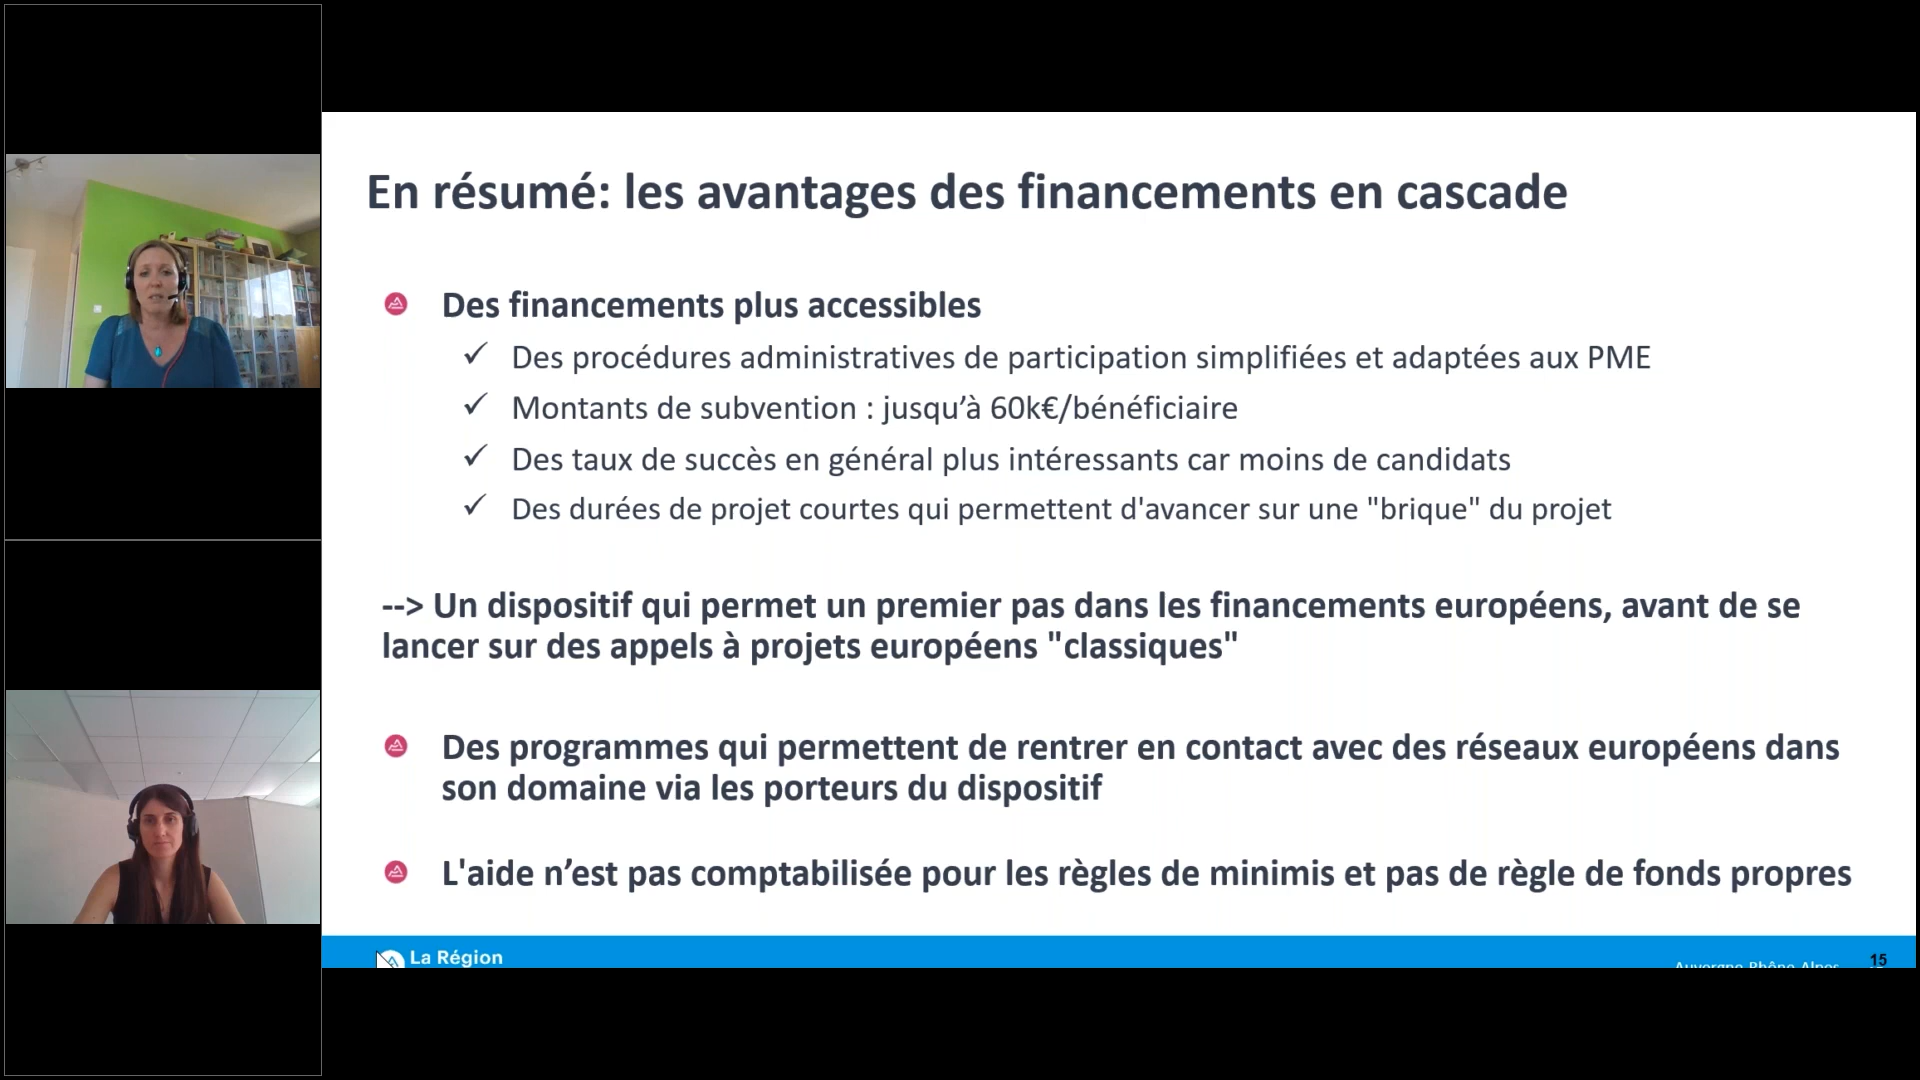 En résumé: les avantages des financements en cascade
Des financements plus accessibles
✓ Des procédures administratives de participation simplifiées et adaptées aux PME
✓ Montants de subvention : jusqu’à 60k€/bénéficiaire
✓ Des taux de succès en général plus intéressants car moins de candidats
✓ Des durées de projet courtes qui permettent d'avancer sur une "brique" du projet
--> Un dispositif qui permet un premier pas dans les financements européens, avant de se
lancer sur des appels à projets européens "classiques"
Des programmes qui permettent de rentrer en contact avec des réseaux européens dans
son domaine via les porteurs du dispositif
L'aide n’est pas comptabilisée pour les règles de minimis et pas de règle de fonds propres
La Région
Auvergne-Rhône-Alpes
15